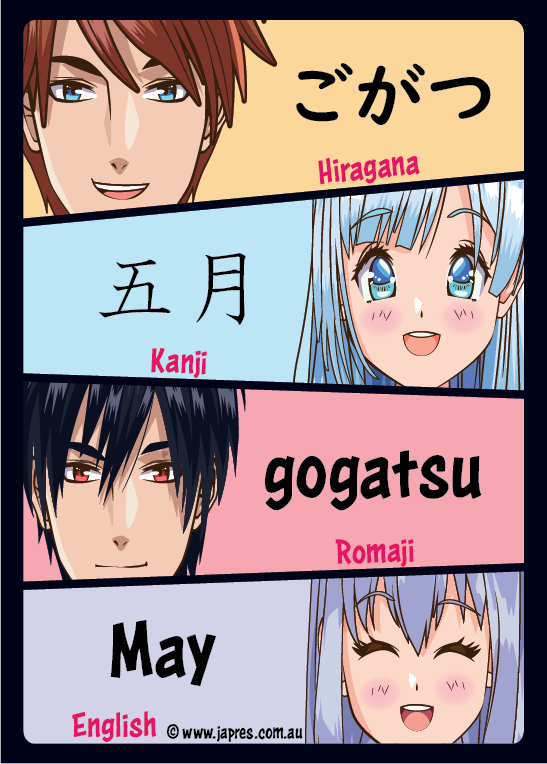 ごがつ
Hiragana
五月
Kanji
gogatsu
Romaji
May
English © www.japres.com.au